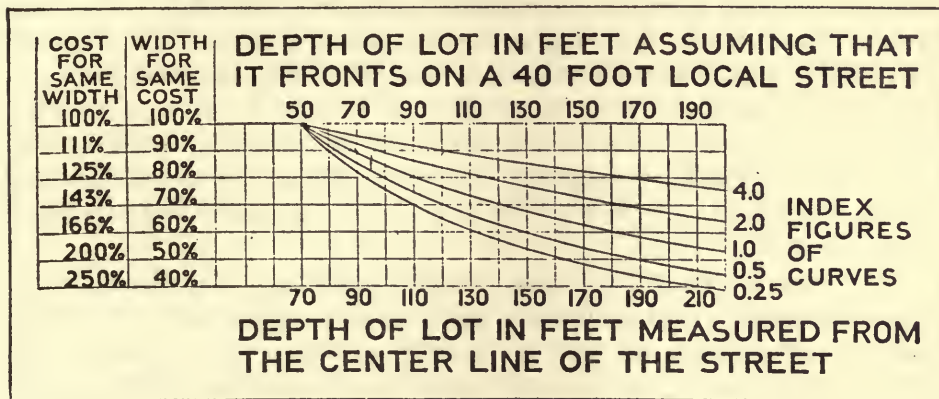 COST FOR SAME WIDTH
WIDTH FOR SAME COST
DEPTH OF LOT IN FEET ASSUMING THAT
IT FRONTS ON A 40 FOOT LOCAL STREET
50 70 90 110 130 150 170 190
100% 100%
111% 90%
125% 80%
143% 70%
166% 60%
200% 50%
250% 40%
4.0
2.0
1.0
0.5
0.25
INDEX
FIGURES
OF
CURVES
70 90 110 130 150 170 190 210
DEPTH OF LOT IN FEET MEASURED FROM
THE CENTER LINE OF THE STREET